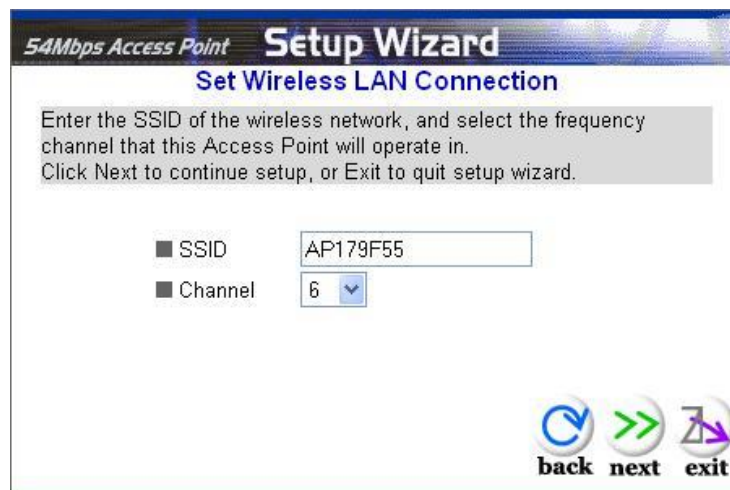 54Mbps Access Point Setup Wizard
Set Wireless LAN Connection
Enter the SSID of the wireless network, and select the frequency
channel that this Access Point will operate in.
Click Next to continue setup, or Exit to quit setup wizard.
SSID AP179F55
Channel 6
back next exit